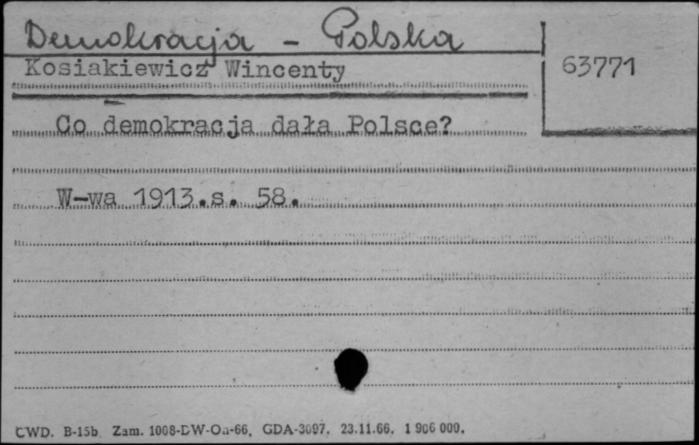 Demokracja - Polska
Kosiakiewicz Wincenty
63771
Co demokracja dała Polsce?
W-wa 1913.s. 58.
CWD. B-15b. Zam. 1008-DW-Oa-66. GDA-3097. 23.11.66. 1 906 000.